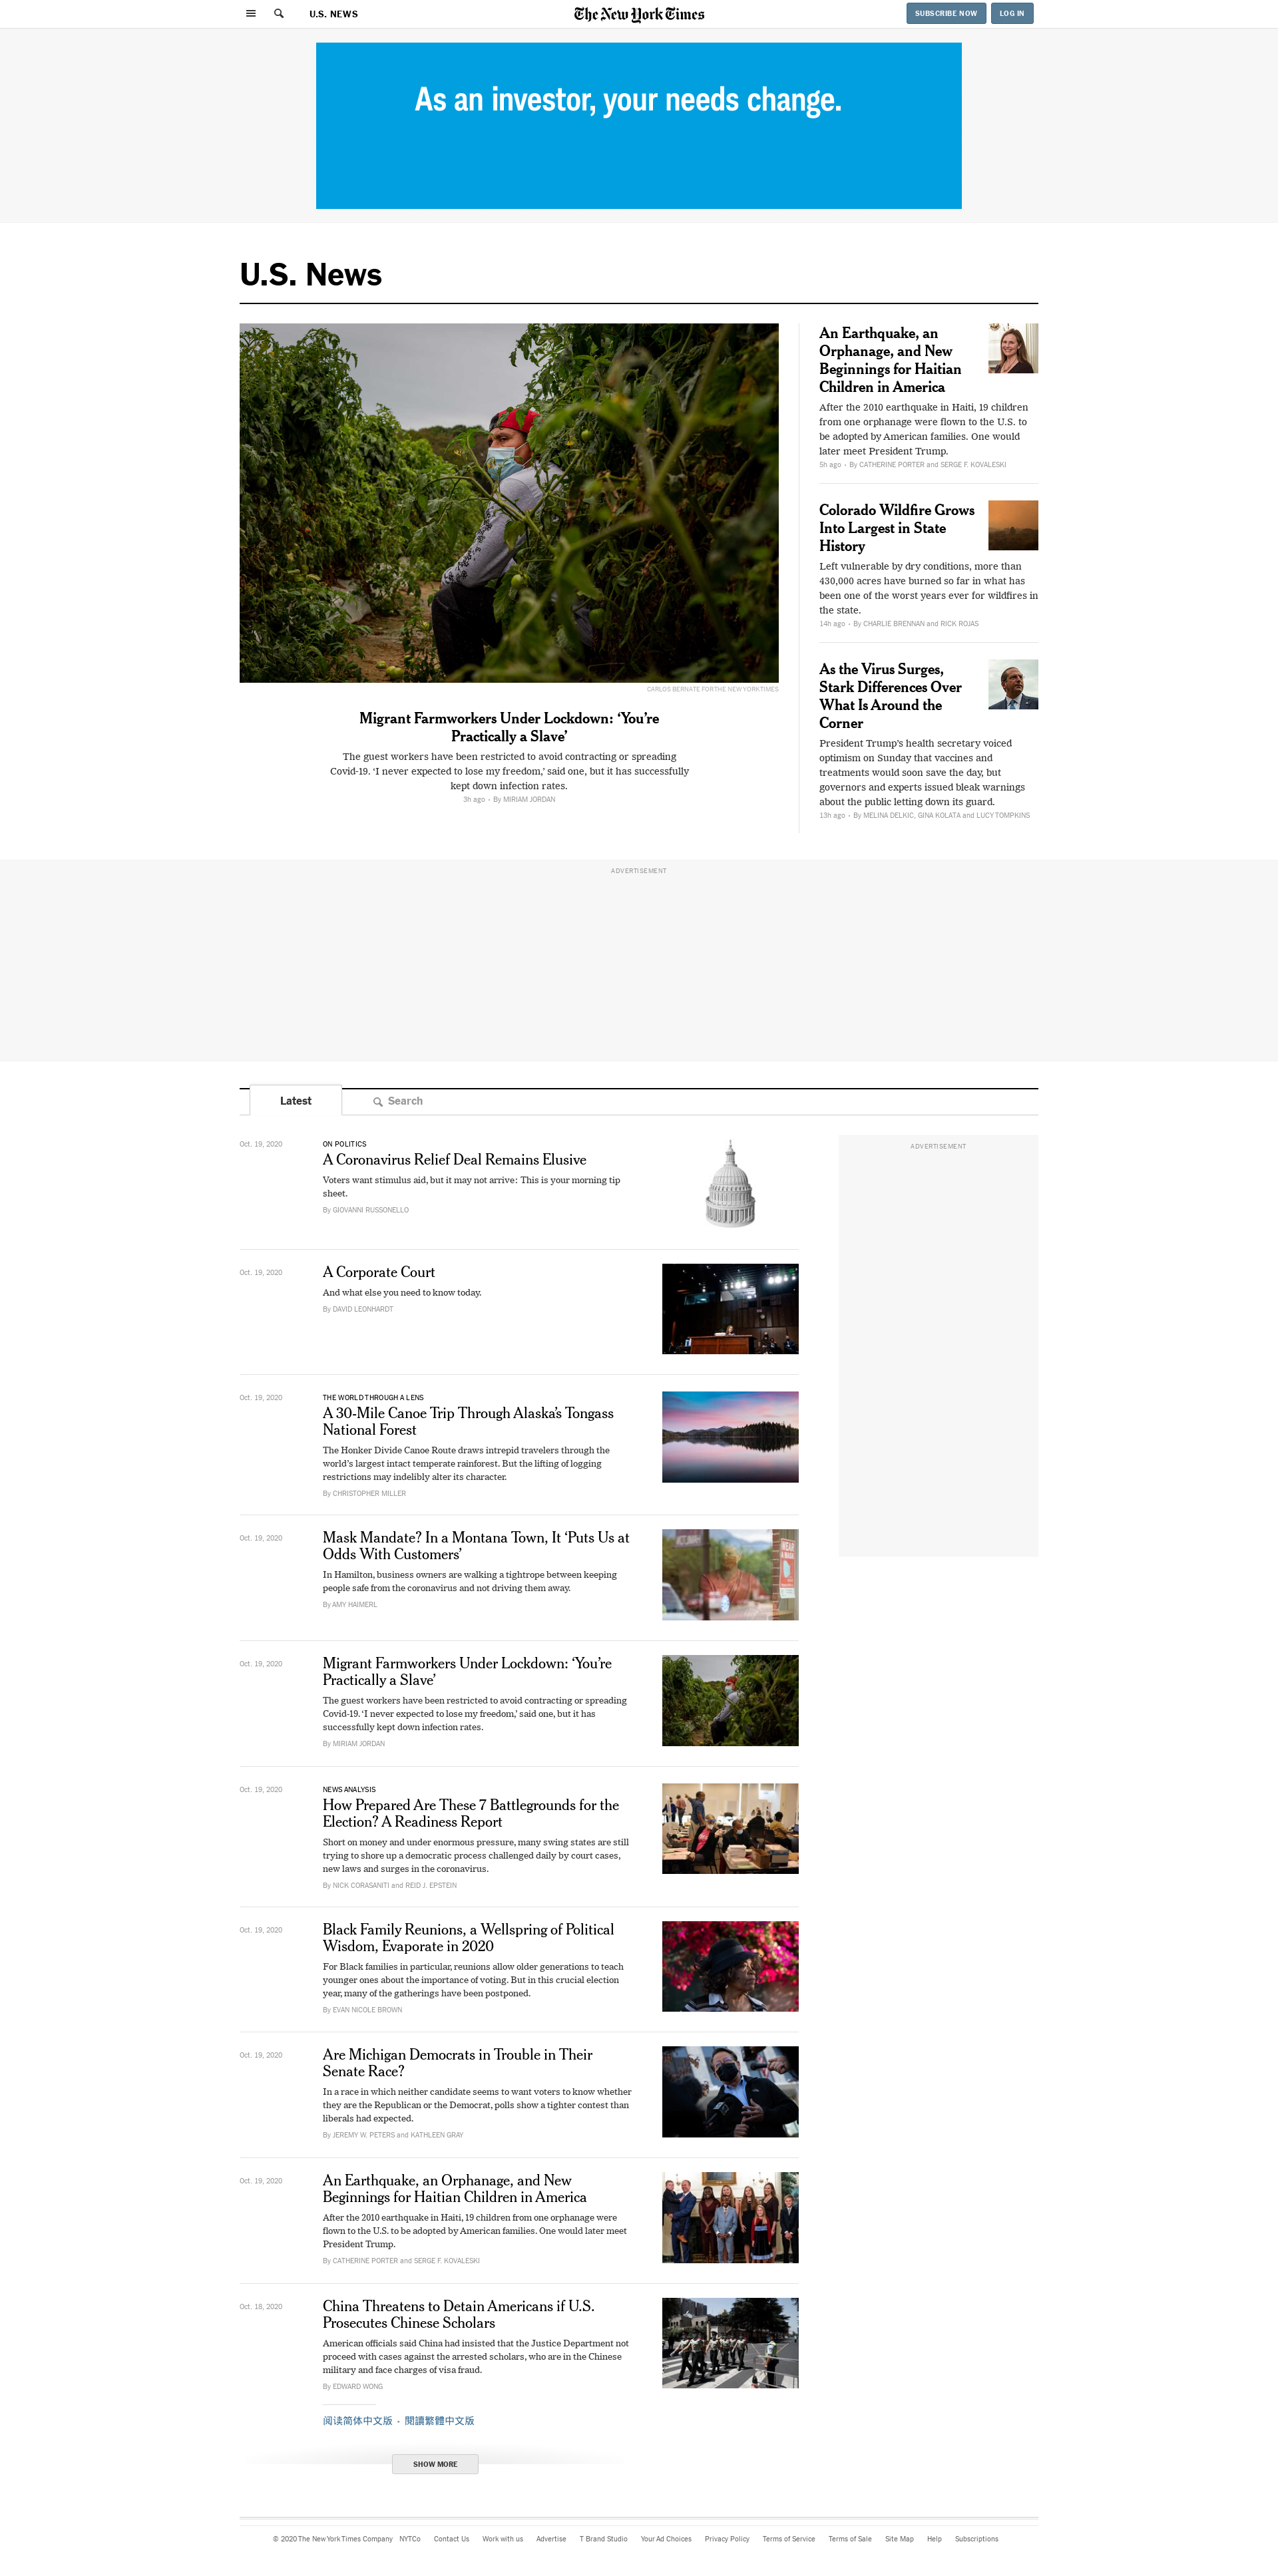 U.S. NEWS
The New York Times
SUBSCRIBE NOW
LOG IN
As an investor, your needs change.
U.S. News
CARLOS BERNATE FOR THE NEW YORK TIMES
Migrant Farmworkers Under Lockdown: ‘You’re
Practically a Slave’
The guest workers have been restricted to avoid contracting or spreading
Covid-19. ‘I never expected to lose my freedom,’ said one, but it has successfully
kept down infection rates.
3h ago • By MIRIAM JORDAN
An Earthquake, an
Orphanage, and New
Beginnings for Haitian
Children in America
After the 2010 earthquake in Haiti, 19 children
from one orphanage were flown to the U.S. to
be adopted by American families. One would
later meet President Trump.
5h ago • By CATHERINE PORTER and SERGE F. KOVALESKI
Colorado Wildfire Grows
Into Largest in State
History
Left vulnerable by dry conditions, more than
430,000 acres have burned so far in what has
been one of the worst years ever for wildfires in
the state.
14h ago • By CHARLIE BRENNAN and RICK ROJAS
As the Virus Surges,
Stark Differences Over
What Is Around the
Corner
President Trump’s health secretary voiced
optimism on Sunday that vaccines and
treatments would soon save the day, but
governors and experts issued bleak warnings
about the public letting down its guard.
13h ago • By MELINA DELKIC, GINA KOLATA and LUCY TOMPKINS
ADVERTISEMENT
Latest
Search
ADVERTISEMENT
Oct. 19, 2020
ON POLITICS
A Coronavirus Relief Deal Remains Elusive
Voters want stimulus aid, but it may not arrive: This is your morning tip
sheet.
By GIOVANNI RUSSONELLO
Oct. 19, 2020
A Corporate Court
And what else you need to know today.
By DAVID LEONHARDT
Oct. 19, 2020
THE WORLD THROUGH A LENS
A 30-Mile Canoe Trip Through Alaska’s Tongass
National Forest
The Honker Divide Canoe Route draws intrepid travelers through the
world’s largest intact temperate rainforest. But the lifting of logging
restrictions may indelibly alter its character.
By CHRISTOPHER MILLER
Oct. 19, 2020
Mask Mandate? In a Montana Town, It ‘Puts Us at
Odds With Customers’
In Hamilton, business owners are walking a tightrope between keeping
people safe from the coronavirus and not driving them away.
By AMY HAIMERL
WEAR
Oct. 19, 2020
Migrant Farmworkers Under Lockdown: ‘You’re
Practically a Slave’
The guest workers have been restricted to avoid contracting or spreading
Covid-19. ‘I never expected to lose my freedom,’ said one, but it has
successfully kept down infection rates.
By MIRIAM JORDAN
Oct. 19, 2020
NEWS ANALYSIS
How Prepared Are These 7 Battlegrounds for the
Election? A Readiness Report
Short on money and under enormous pressure, many swing states are still
trying to shore up a democratic process challenged daily by court cases,
new laws and surges in the coronavirus.
By NICK CORASANITI and REID J. EPSTEIN
Oct. 19, 2020
Black Family Reunions, a Wellspring of Political
Wisdom, Evaporate in 2020
For Black families in particular, reunions allow older generations to teach
younger ones about the importance of voting. But in this crucial election
year, many of the gatherings have been postponed.
By EVAN NICOLE BROWN
Oct. 19, 2020
Are Michigan Democrats in Trouble in Their
Senate Race?
In a race in which neither candidate seems to want voters to know whether
they are the Republican or the Democrat, polls show a tighter contest than
liberals had expected.
By JEREMY W. PETERS and KATHLEEN GRAY
Oct. 19, 2020
An Earthquake, an Orphanage, and New
Beginnings for Haitian Children in America
After the 2010 earthquake in Haiti, 19 children from one orphanage were
flown to the U.S. to be adopted by American families. One would later meet
President Trump.
By CATHERINE PORTER and SERGE F. KOVALESKI
Oct. 18, 2020
China Threatens to Detain Americans if U.S.
Prosecutes Chinese Scholars
American officials said China had insisted that the Justice Department not
proceed with cases against the arrested scholars, who are in the Chinese
military and face charges of visa fraud.
By EDWARD WONG
阅读简体中文版 • 閱讀繁體中文版
SHOW MORE
© 2020 The New York Times Company NYTCo Contact Us Work with us Advertise T Brand Studio Your Ad Choices Privacy Policy Terms of Service Terms of Sale Site Map Help Subscriptions